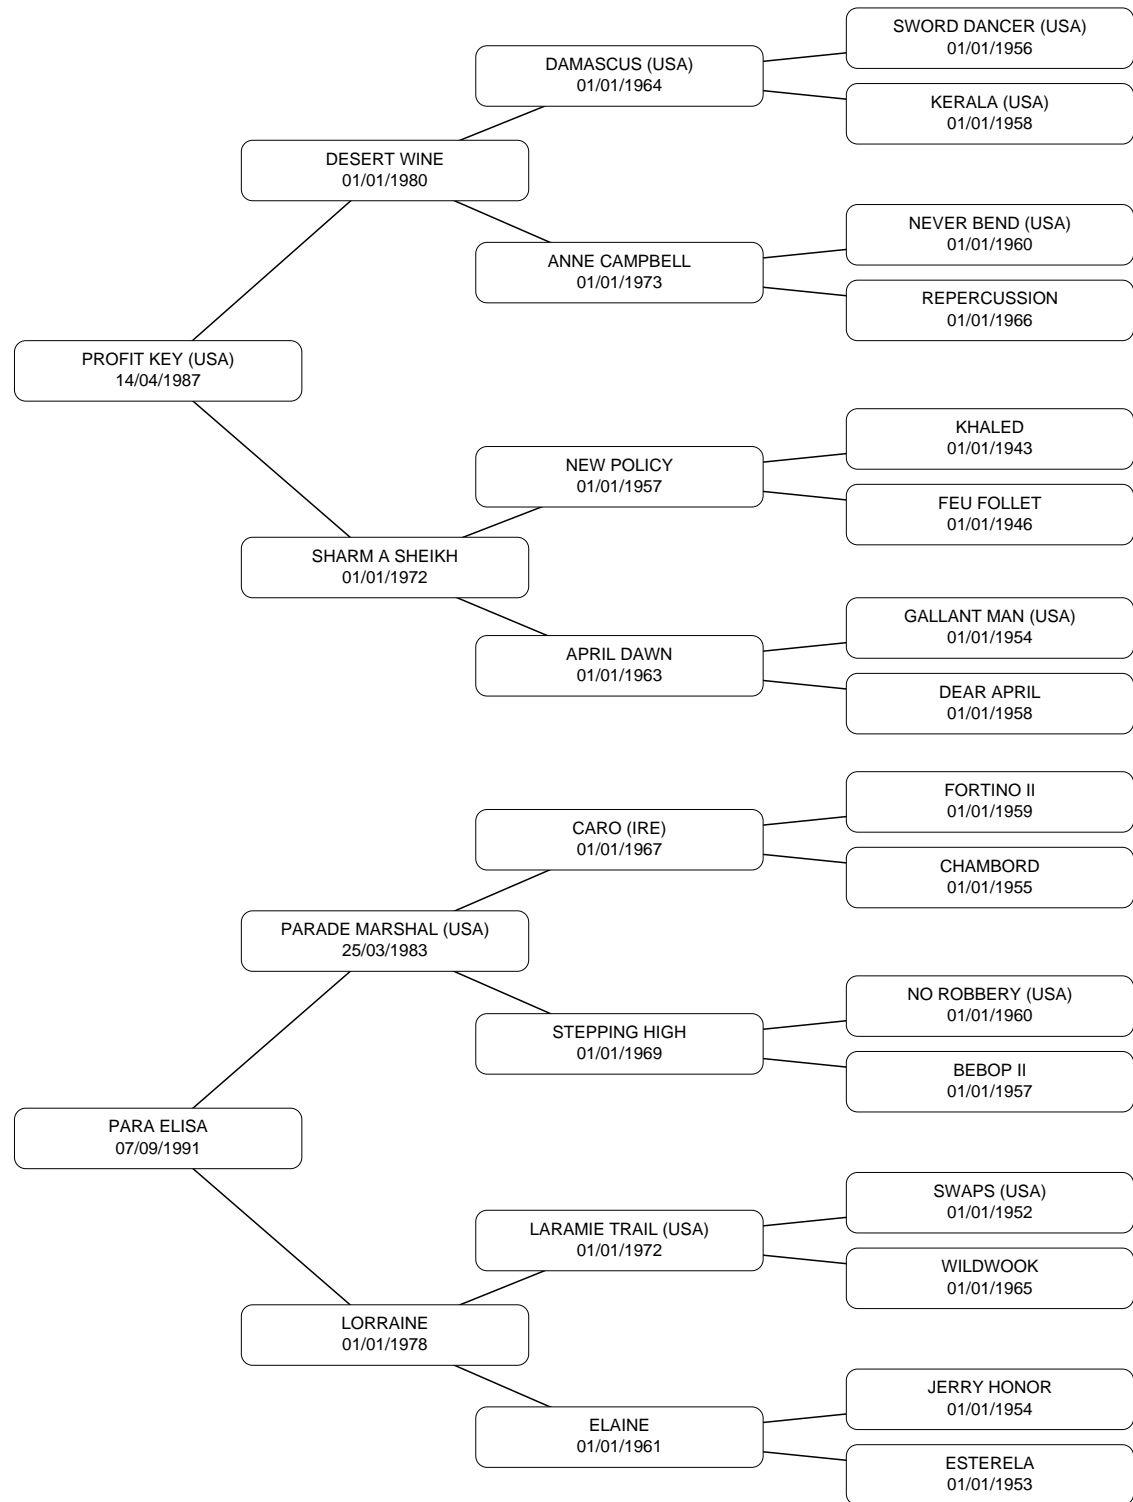 SWORD DANCER (USA)
01/01/1956
DAMASCUS (USA)
01/01/1964
KERALA (USA)
01/01/1958
DESERT WINE
01/01/1980
NEVER BEND (USA)
01/01/1960
ANNE CAMPBELL
01/01/1973
REPERCUSSION
01/01/1966
PROFIT KEY (USA)
14/04/1987
KHALED
01/01/1943
NEW POLICY
01/01/1957
FEU FOLLET
01/01/1946
SHARM A SHEIKH
01/01/1972
GALLANT MAN (USA)
01/01/1954
APRIL DAWN
01/01/1963
DEAR APRIL
01/01/1958
FORTINO II
01/01/1959
CARO (IRE)
01/01/1967
CHAMBORD
01/01/1955
PARADE MARSHAL (USA)
25/03/1983
NO ROBBERY (USA)
01/01/1960
STEPPING HIGH
01/01/1969
BEBOP II
01/01/1957
PARA ELISA
07/09/1991
SWAPS (USA)
01/01/1952
LARAMIE TRAIL (USA)
01/01/1972
WILDWOOK
01/01/1965
LORRAINE
01/01/1978
JERRY HONOR
01/01/1954
ELAINE
01/01/1961
ESTERELA
01/01/1953